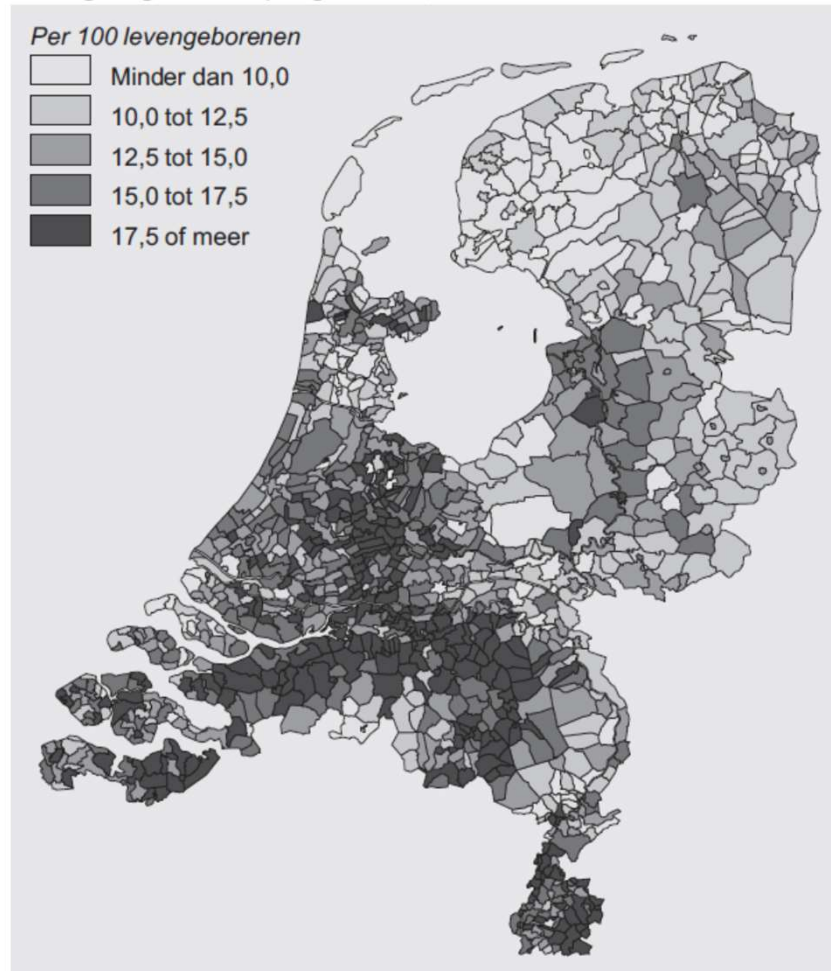 Per 100 levengeborenen
Minder dan 10,0
10,0 tot 12,5
12,5 tot 15,0
15,0 tot 17,5
17,5 of meer